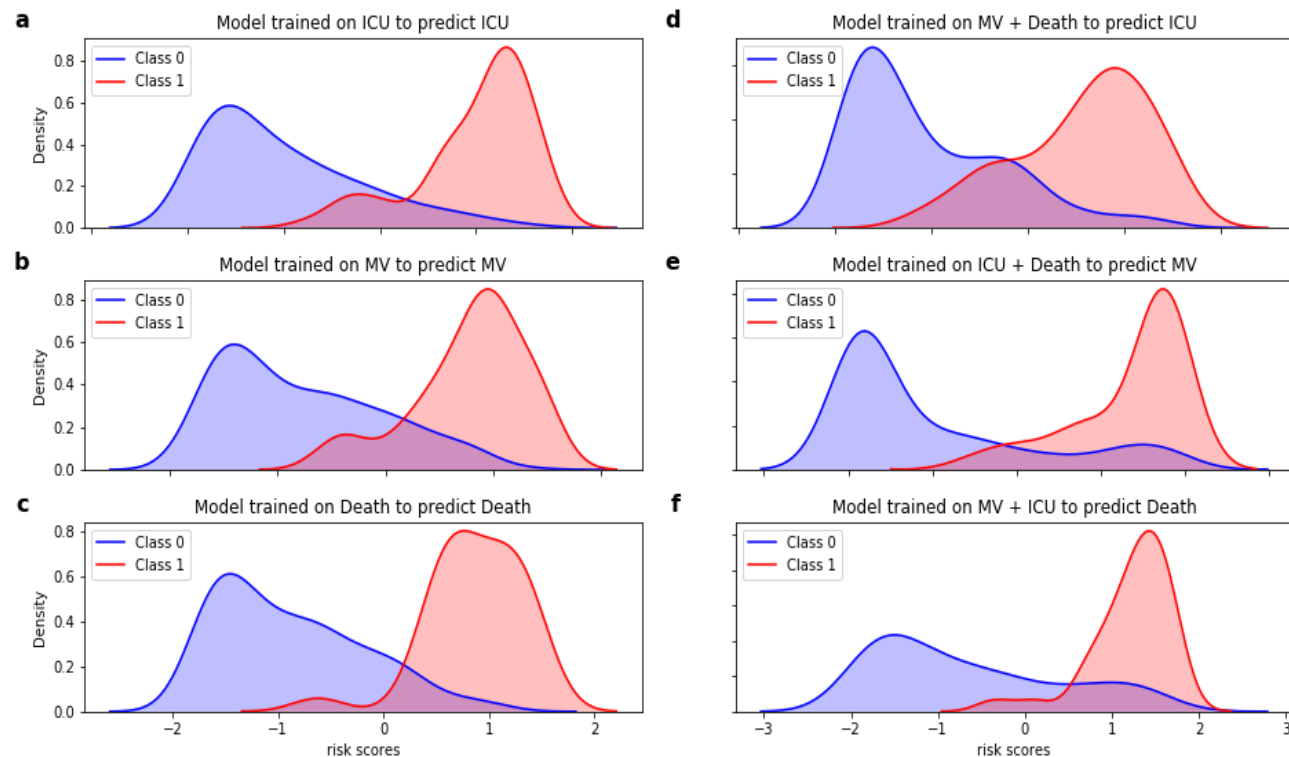 a
Model trained on ICU to predict ICU
Class 0
Class 1
0.8
0.6
0.4
0.2
0.0
Density
b
Model trained on MV to predict MV
Class 0
Class 1
0.8
0.6
0.4
0.2
0.0
Density
c
Model trained on Death to predict Death
Class 0
Class 1
0.8
0.6
0.4
0.2
0.0
Density
−2 −1 0 1 2
risk scores
d
Model trained on MV + Death to predict ICU
Class 0
Class 1
e
Model trained on ICU + Death to predict MV
Class 0
Class 1
f
Model trained on MV + ICU to predict Death
Class 0
Class 1
−3 −2 −1 0 1 2 3
risk scores